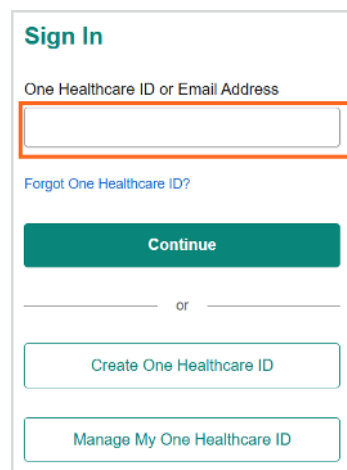 Sign In
One Healthcare ID or Email Address
Forgot One Healthcare ID?
Continue
or
Create One Healthcare ID
Manage My One Healthcare ID